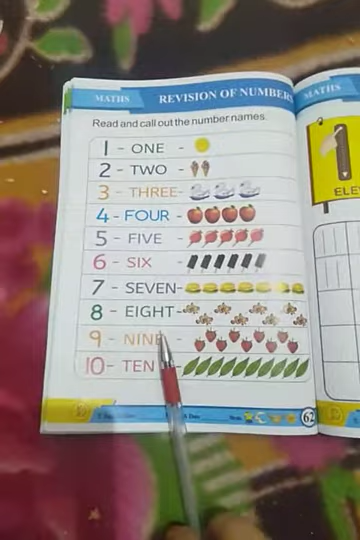 MATHS REVISION OF NUMBERS MATHS
Read and call out the number names.
1 - ONE
2 - TWO
3 - THREE-
4 - FOUR -
5 - FIVE -
6 - SIX -
7 - SEVEN-
8 - EIGHT-
9 - NINE
10 - TEN
62
1